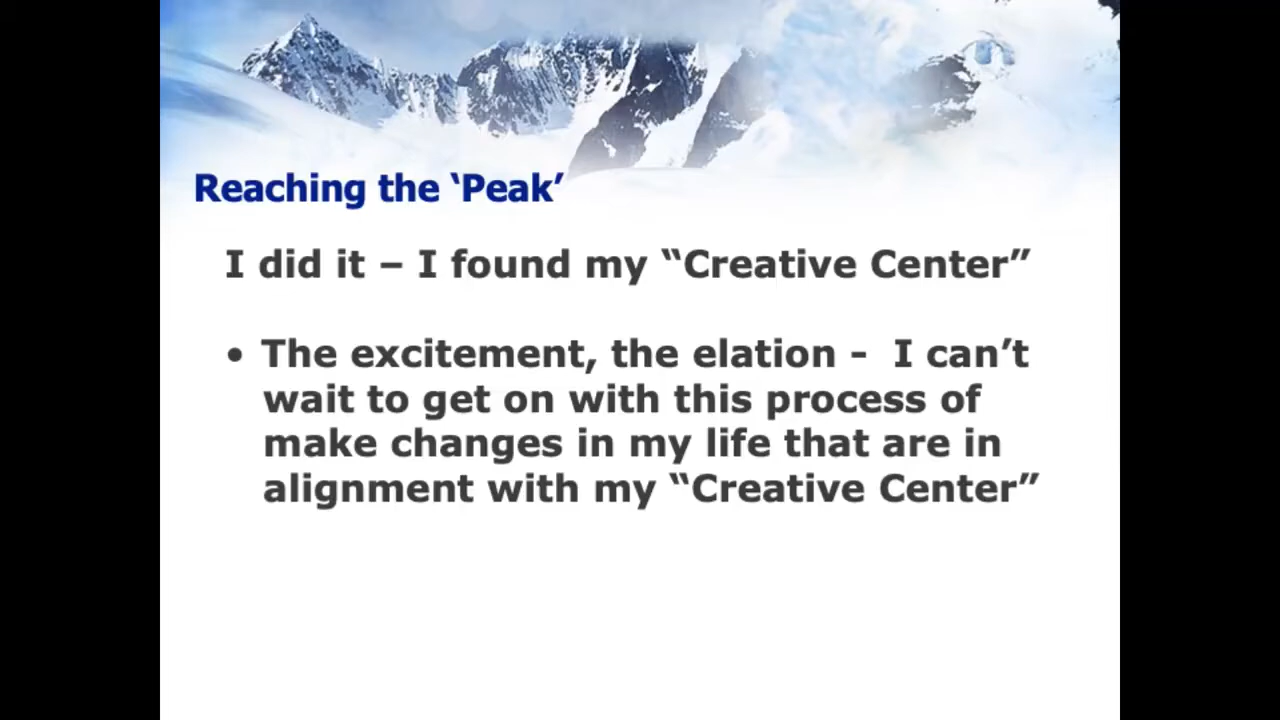 Reaching the ‘Peak’
I did it – I found my “Creative Center”
• The excitement, the elation -  I can’t
wait to get on with this process of
make changes in my life that are in
alignment with my “Creative Center”